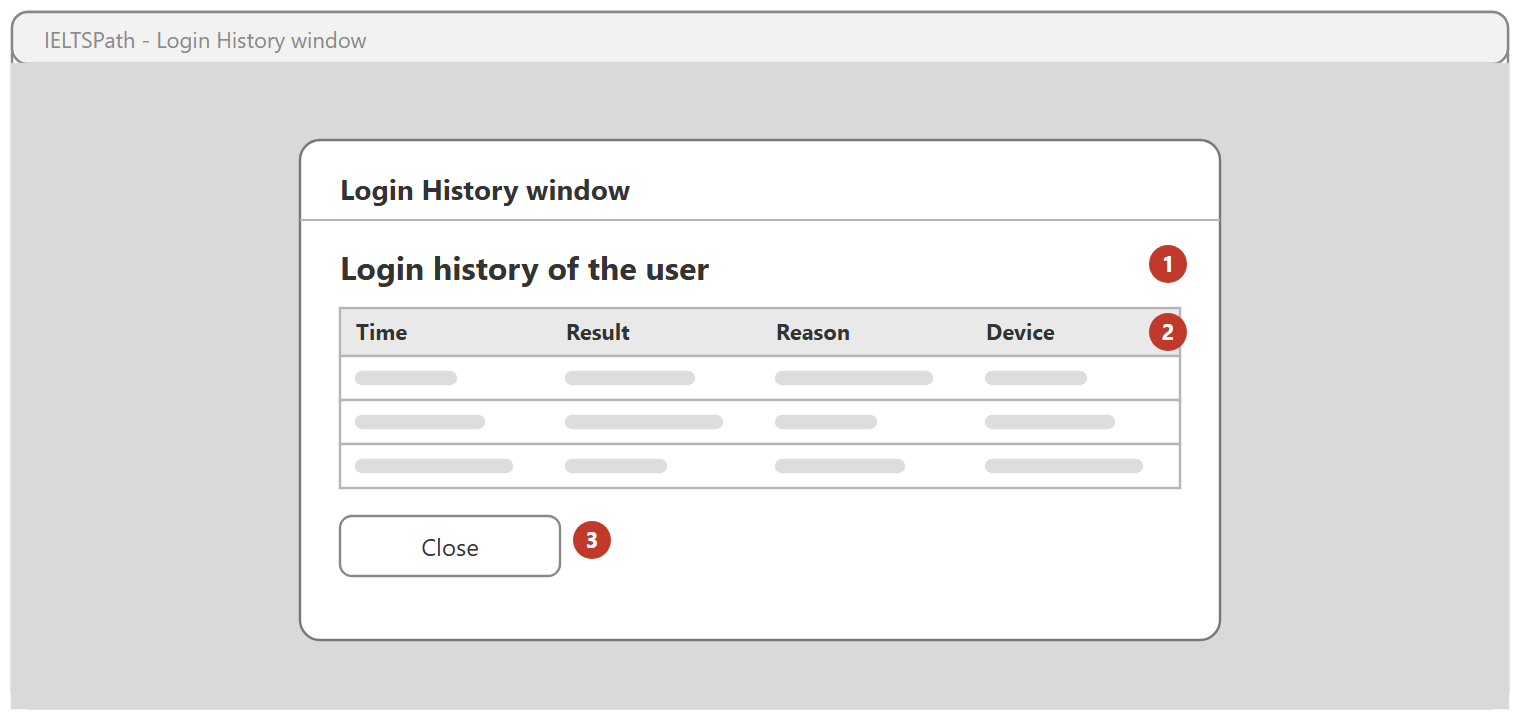 IELTSPath - Login History window
Login History window
Login history of the user
1
Time Result Reason Device
2
Close
3